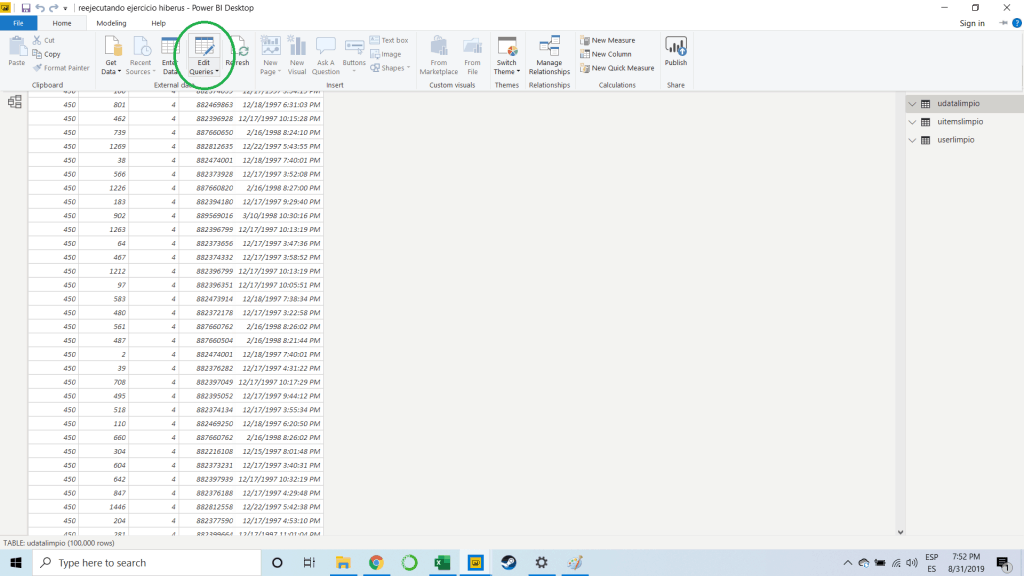 reejecutando ejercicio hiberus - Power BI Desktop
File Home Modeling Help Sign in
Paste Cut Copy Format Painter
Get Data Recent Sources Enter Data Edit Queries Refresh
New Page New Visual Ask A Question Buttons Text box Image Shapes
From Marketplace From File Switch Theme Manage Relationships
New Measure New Column New Quick Measure Publish
Clipboard External data Insert Custom visuals Themes Relationships Calculations Share
450 801 4 882469863 12/18/1997 6:31:03 PM
450 462 4 882396928 12/17/1997 10:15:28 PM
450 739 4 887660650 2/16/1998 8:24:10 PM
450 1269 4 882812635 12/22/1997 5:43:55 PM
450 38 4 882474001 12/18/1997 7:40:01 PM
450 566 4 882373928 12/17/1997 3:52:08 PM
450 1226 4 887660820 2/16/1998 8:27:00 PM
450 183 4 882394180 12/17/1997 9:29:40 PM
450 902 4 889569016 3/10/1998 10:30:16 PM
450 1263 4 882396799 12/17/1997 10:13:19 PM
450 64 4 882373656 12/17/1997 3:47:36 PM
450 467 4 882374332 12/17/1997 3:58:52 PM
450 1212 4 882396799 12/17/1997 10:13:19 PM
450 97 4 882396351 12/17/1997 10:05:51 PM
450 583 4 882473914 12/18/1997 7:38:34 PM
450 480 4 882372178 12/17/1997 3:22:58 PM
450 561 4 887660762 2/16/1998 8:26:02 PM
450 487 4 887660504 2/16/1998 8:21:44 PM
450 2 4 882474001 12/18/1997 7:40:01 PM
450 39 4 882376282 12/17/1997 4:31:22 PM
450 708 4 882397049 12/17/1997 10:17:29 PM
450 495 4 882395052 12/17/1997 9:44:12 PM
450 518 4 882374134 12/17/1997 3:55:34 PM
450 110 4 882469250 12/18/1997 6:20:50 PM
450 660 4 887660762 2/16/1998 8:26:02 PM
450 304 4 882216108 12/15/1997 8:01:48 PM
450 604 4 882373231 12/17/1997 3:40:31 PM
450 642 4 882397939 12/17/1997 10:32:19 PM
450 847 4 882376188 12/17/1997 4:29:48 PM
450 1446 4 882812558 12/22/1997 5:42:38 PM
450 204 4 882377590 12/17/1997 4:53:10 PM
450 281 4 882399664 12/17/1997 11:01:04 PM
udatalimpio
uitemslimpio
userlimpio
TABLE: udatalimpio (100,000 rows)
Type here to search
ESP 7:52 PM
ES 8/31/2019
1